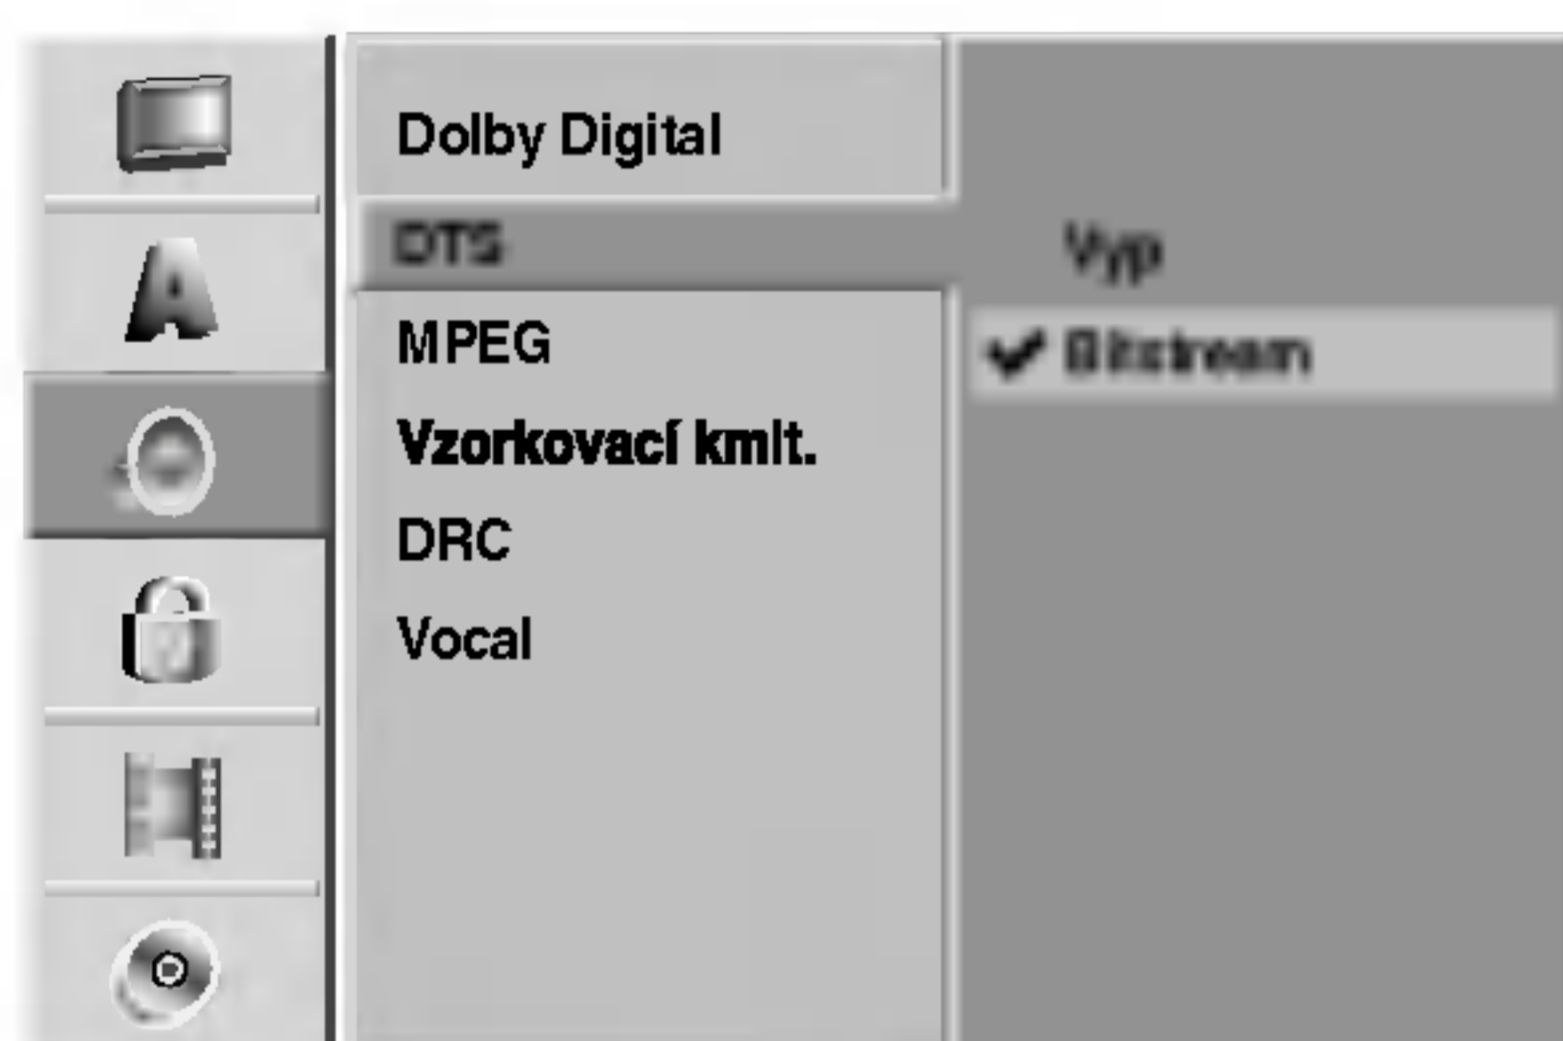 Dolby Digital
DTS
Vyp
MPEG
Bitstream
Vzorkovací kmit.
DRC
Vocal